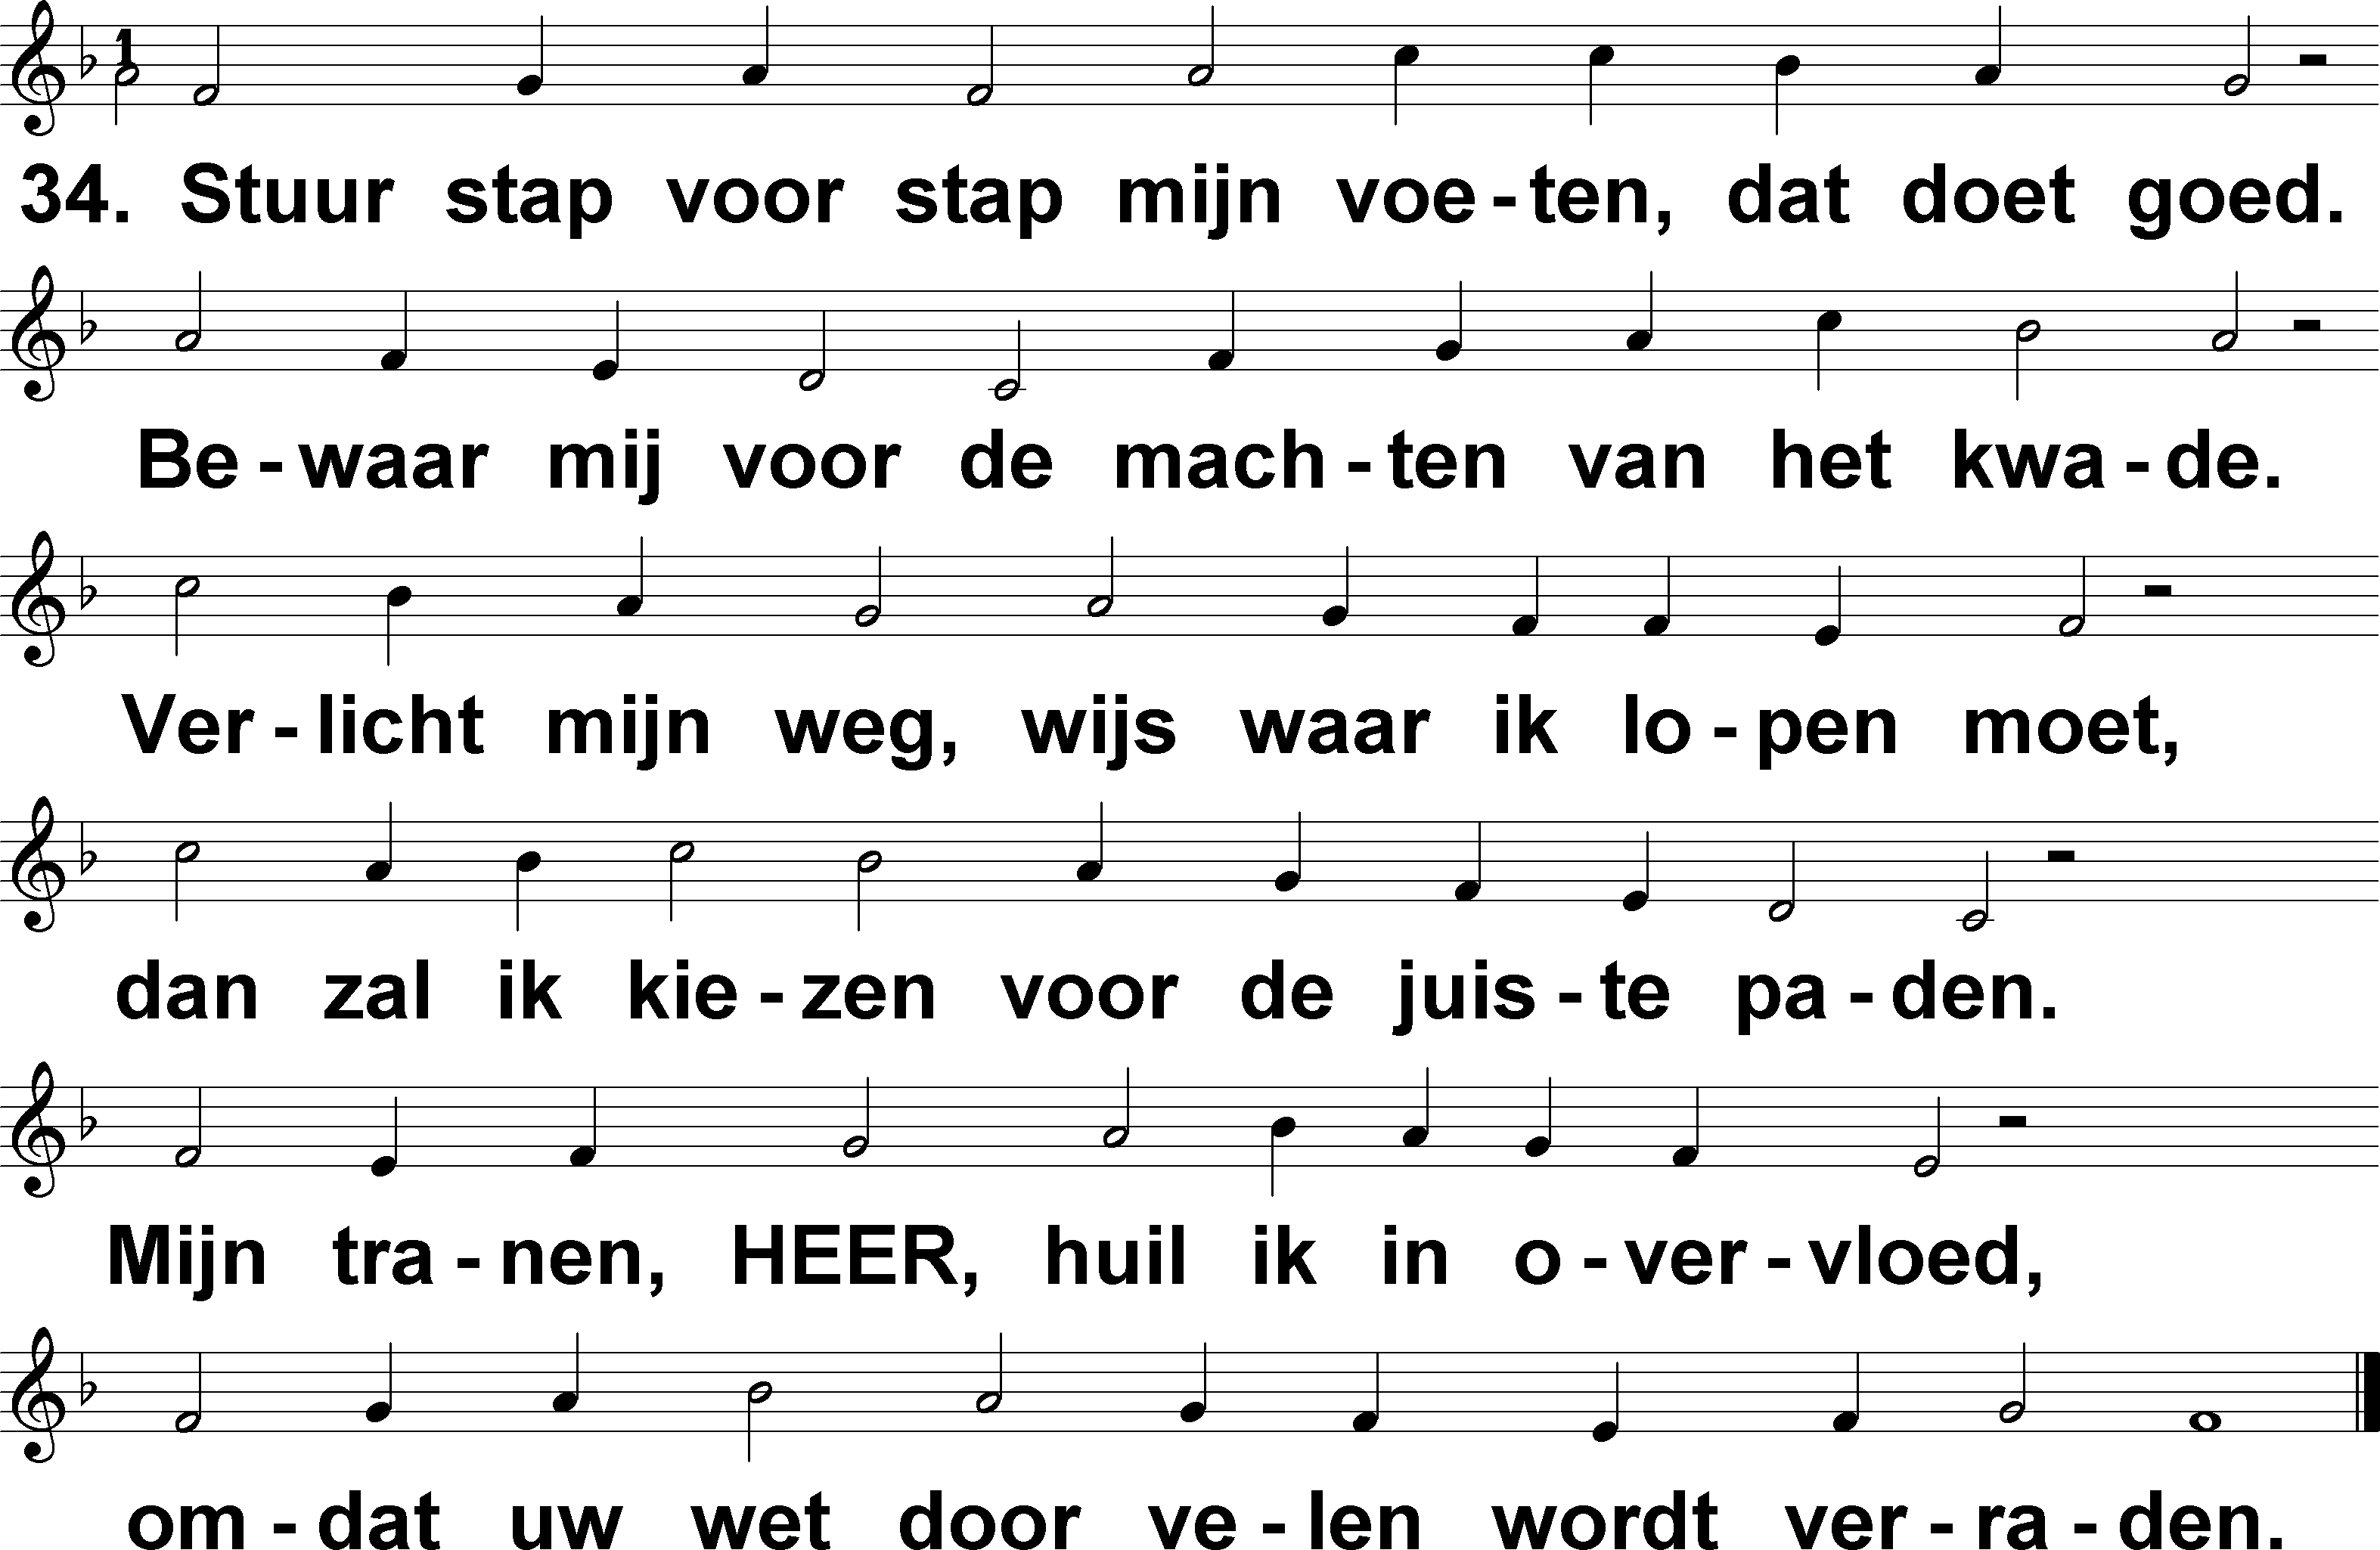 34. Stuur stap voor stap mijn voe-ten, dat doet goed.
Be-waar mij voor de mach-ten van het kwa-de.
Ver-licht mijn weg, wijs waar ik lo-pen moet,
dan zal ik kie-zen voor de juis-te pa-den.
Mijn tra-nen, HEER, huil ik in o-ver-vloed,
om-dat uw wet door ve-len wordt ver-ra-den.